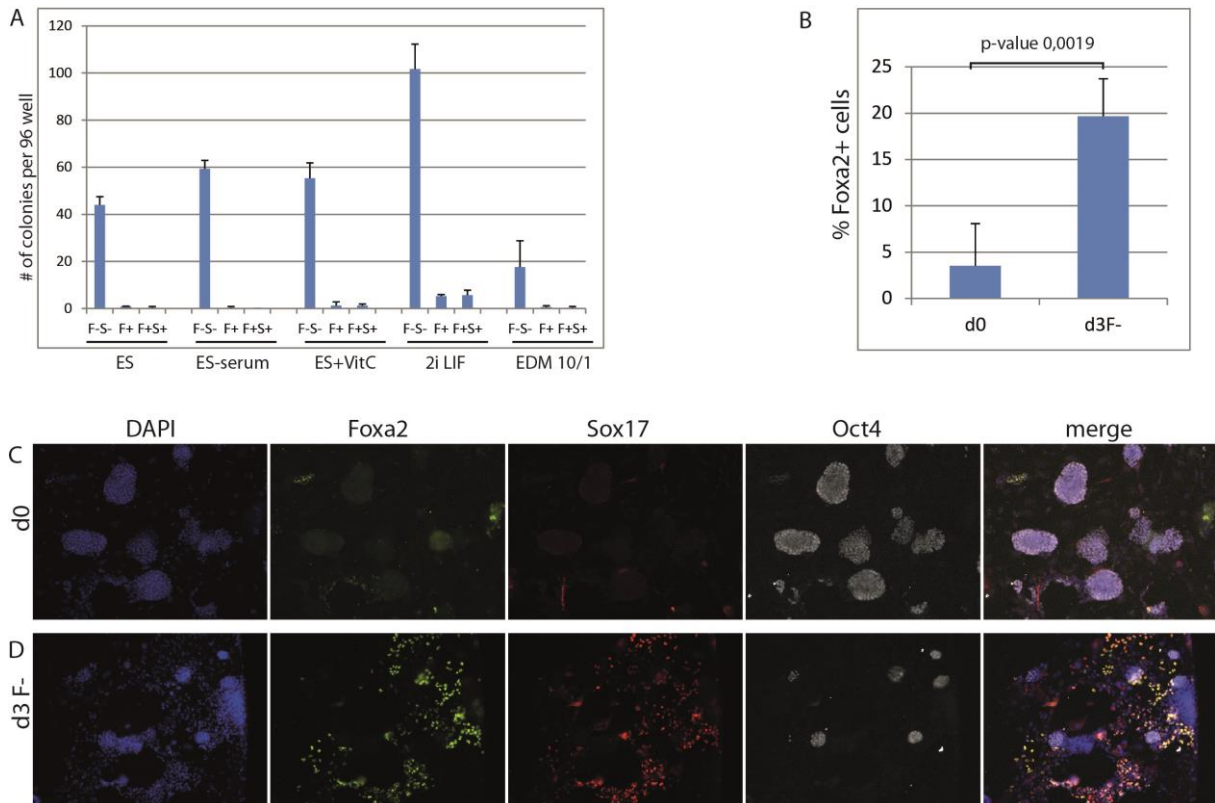 A
# of colonies per 96 well
120
100
80
60
40
20
0
F-S- F+ F+S+ F-S- F+ F+S+ F-S- F+ F+S+ F-S- F+ F+S+ F-S- F+ F+S+
ES ES-serum ES+VitC 2i LIF EDM 10/1
B
p-value 0,0019
% Foxa2+ cells
25
20
15
10
5
0
d0 d3F-
DAPI Foxa2 Sox17 Oct4 merge
C
d0
D
d3 F-